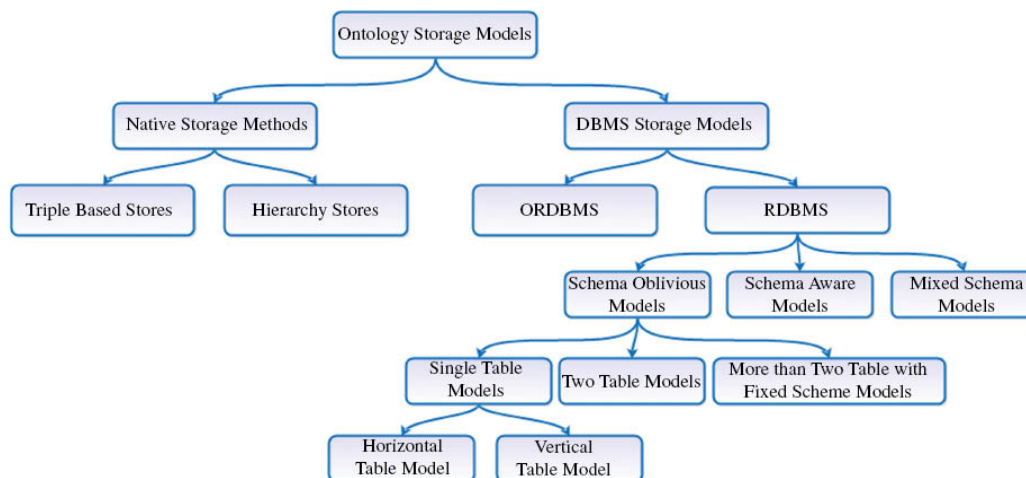 Ontology Storage Models
Native Storage Methods
DBMS Storage Models
Triple Based Stores
Hierarchy Stores
ORDBMS
RDBMS
Schema Oblivious
Models
Schema Aware
Models
Mixed Schema
Models
Single Table
Models
Two Table Models
More than Two Table with
Fixed Scheme Models
Horizontal
Table Model
Vertical
Table Model